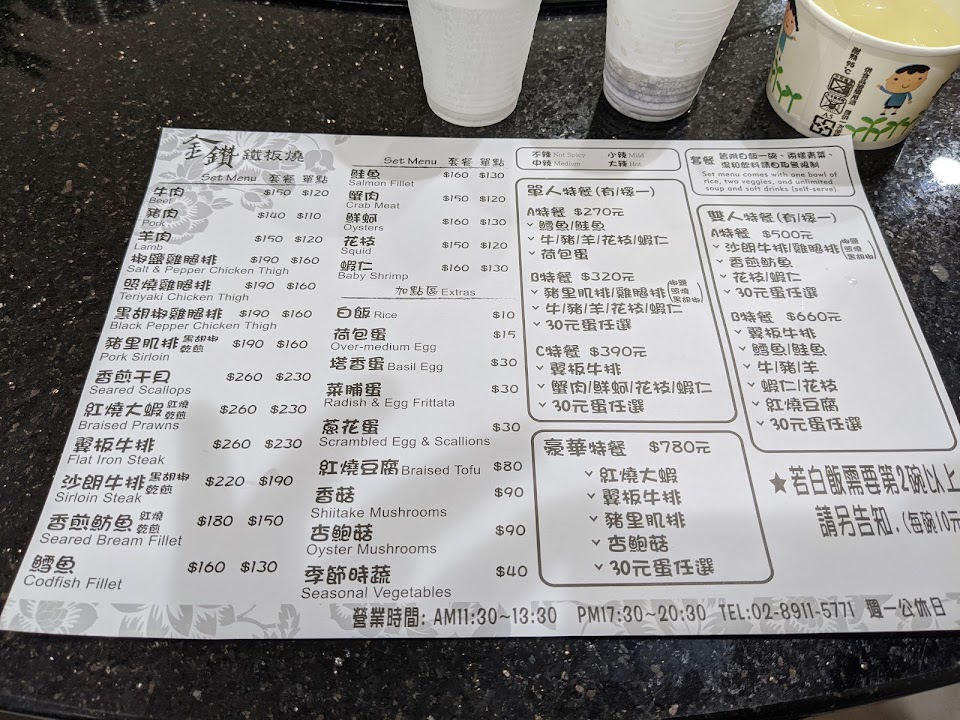 金鑽 鐵板燒
Set Menu 套餐 單點
牛肉 $150 $120
Beef
豬肉 $140 $110
Pork
羊肉 $150 $120
Lamb
椒鹽雞腿排 $190 $160
Salt & Pepper Chicken Thigh
照燒雞腿排 $190 $160
Teriyaki Chicken Thigh
黑胡椒雞腿排 $190 $160
Black Pepper Chicken Thigh
豬里肌排 黑胡椒 乾煎 $190 $160
Pork Sirloin
香煎干貝 $260 $230
Seared Scallops
紅燒大蝦 紅燒 乾煎 $260 $230
Braised Prawns
翼板牛排 $260 $230
Flat Iron Steak
沙朗牛排 黑胡椒 乾煎 $220 $190
Sirloin Steak
香煎魴魚 紅燒 乾煎 $180 $150
Seared Bream Fillet
鱈魚 $160 $130
Codfish Fillet
Set Menu 套餐 單點
鮭魚 $160 $130
Salmon Fillet
蟹肉 $150 $120
Crab Meat
鮮蚵 $160 $130
Oysters
花枝 $150 $120
Squid
蝦仁 $160 $130
Baby Shrimp
加點區 Extras
白飯 Rice $10
荷包蛋 $15
Over-medium Egg
塔香蛋 Basil Egg $30
菜脯蛋 $30
Radish & Egg Frittata
蔥花蛋 $30
Scrambled Egg & Scallions
紅燒豆腐 Braised Tofu $80
香菇 $90
Shiitake Mushrooms
杏鮑菇 $90
Oyster Mushrooms
季節時蔬 $40
Seasonal Vegetables
不辣 Not Spicy 小辣 Mild
中辣 Medium 大辣 Hot
單人特餐(有1條一)
A特餐 $270元
鱈魚/鮭魚
牛/豬/羊/花枝/蝦仁
荷包蛋
B特餐 $320元
豬里肌排/雞腿排(椒鹽 照燒 黑胡椒)
牛/豬/羊/花枝/蝦仁
30元蛋任選
C特餐 $390元
翼板牛排
蟹肉/鮮蚵/花枝/蝦仁
30元蛋任選
豪華特餐 $780元
紅燒大蝦
翼板牛排
豬里肌排
杏鮑菇
30元蛋任選
套餐 皆附白飯一碗、兩樣青菜、
湯和飲料請自取無限制
Set menu comes with one bowl of
rice, two veggies, and unlimited
soup and soft drinks (self-serve)
雙人特餐
A特餐 $500元
沙朗牛排/雞腿排(椒鹽 照燒 黑胡椒)
香煎魴魚
花枝/蝦仁
30元蛋任選
B特餐 $660元
翼板牛排
鱈魚/鮭魚
牛/豬/羊
蝦仁/花枝
紅燒豆腐
30元蛋任選
★若白飯需要第2碗以上
請另告知.(每碗10元
營業時間: AM11:30~13:30 PM17:30~20:30 TEL:02-8911-5771 週一公休日